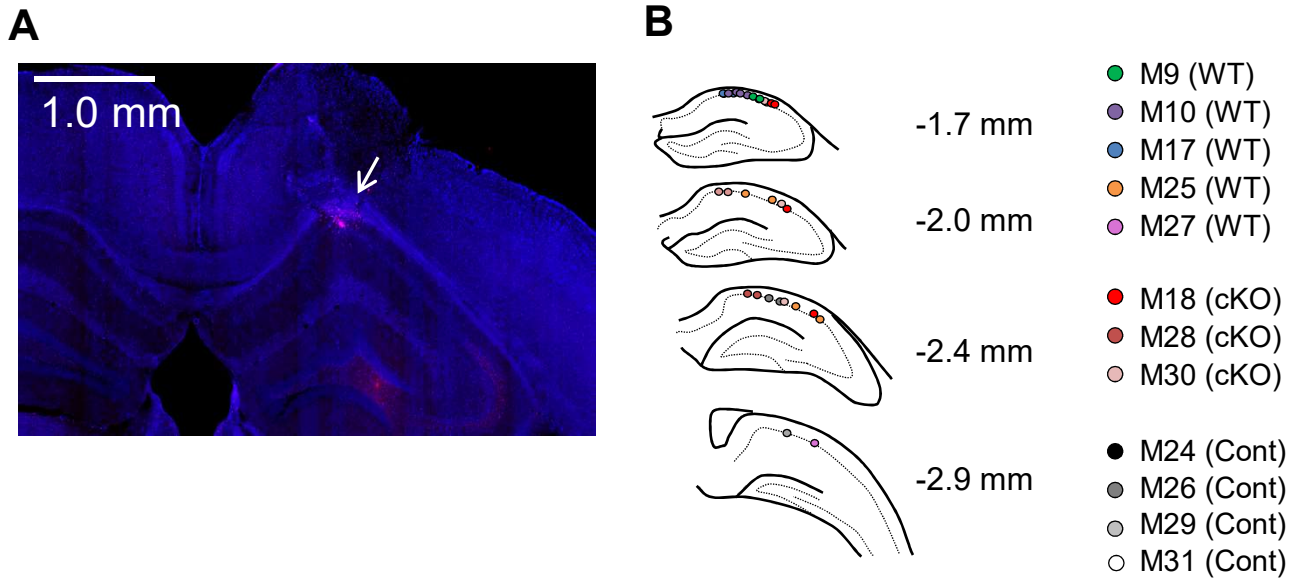 A
1.0 mm
B
-1.7 mm
-2.0 mm
-2.4 mm
-2.9 mm
M9 (WT)
M10 (WT)
M17 (WT)
M25 (WT)
M27 (WT)
M18 (cKO)
M28 (cKO)
M30 (cKO)
M24 (Cont)
M26 (Cont)
M29 (Cont)
M31 (Cont)